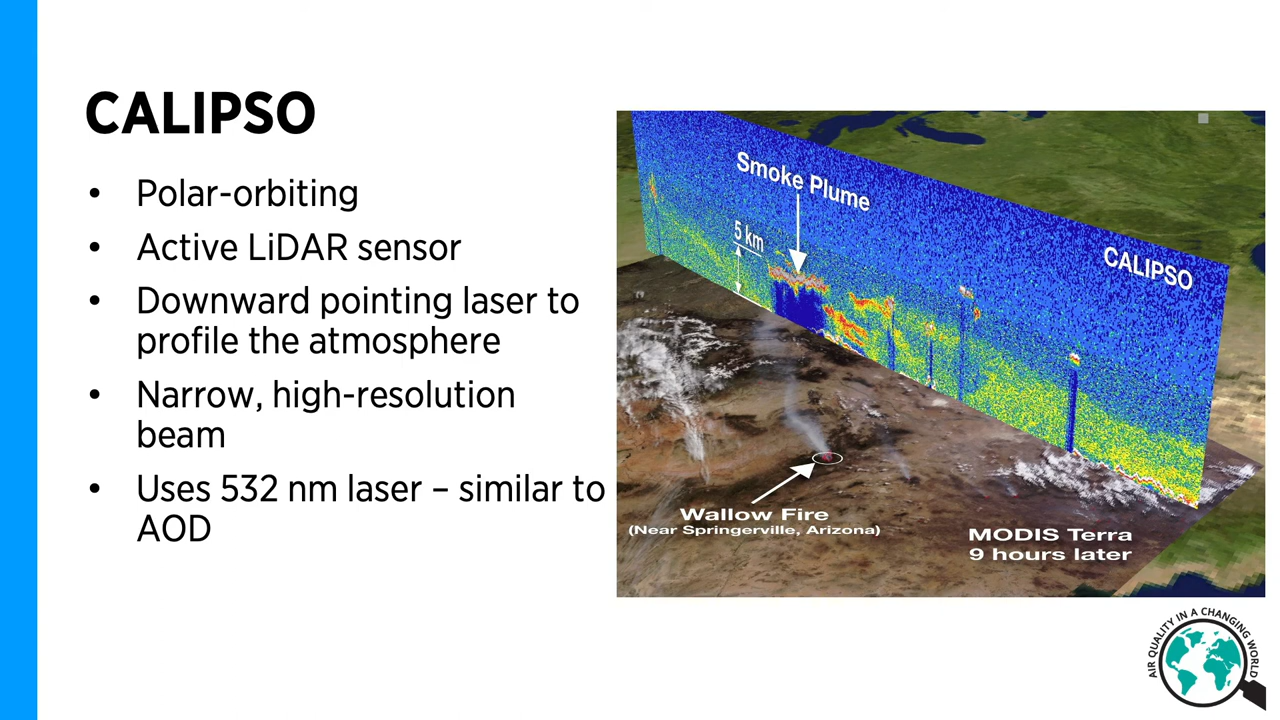 CALIPSO
• Polar-orbiting
• Active LiDAR sensor
• Downward pointing laser to
profile the atmosphere
• Narrow, high-resolution
beam
• Uses 532 nm laser – similar to
AOD
Smoke Plume
5 km
CALIPSO
Wallow Fire
(Near Springerville, Arizona)
MODIS Terra
9 hours later
AIR QUALITY IN A CHANGING WORLD